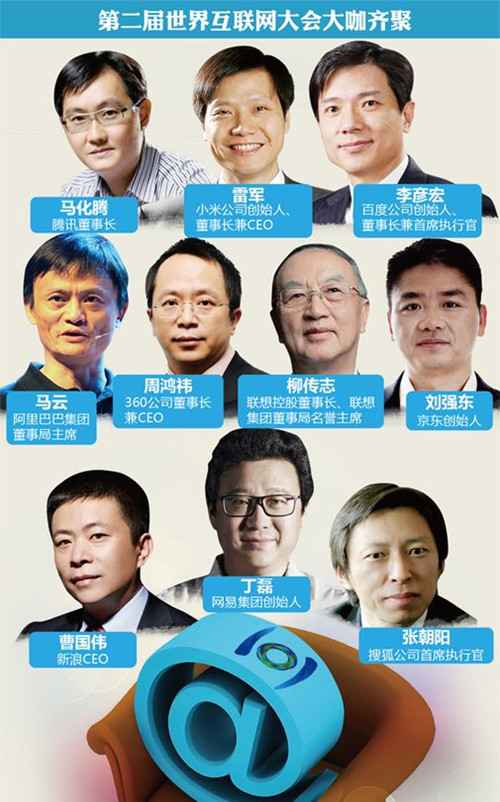 第二届世界互联网大会大咖齐聚
马化腾
腾讯董事长
雷军
小米公司创始人、
董事长兼CEO
李彦宏
百度公司创始人、
董事长兼首席执行官
马云
阿里巴巴集团
董事局主席
周鸿祎
360公司董事长
兼CEO
柳传志
联想控股董事长、联想
集团董事局名誉主席
刘强东
京东创始人
曹国伟
新浪CEO
丁磊
网易集团创始人
张朝阳
搜狐公司首席执行官
@